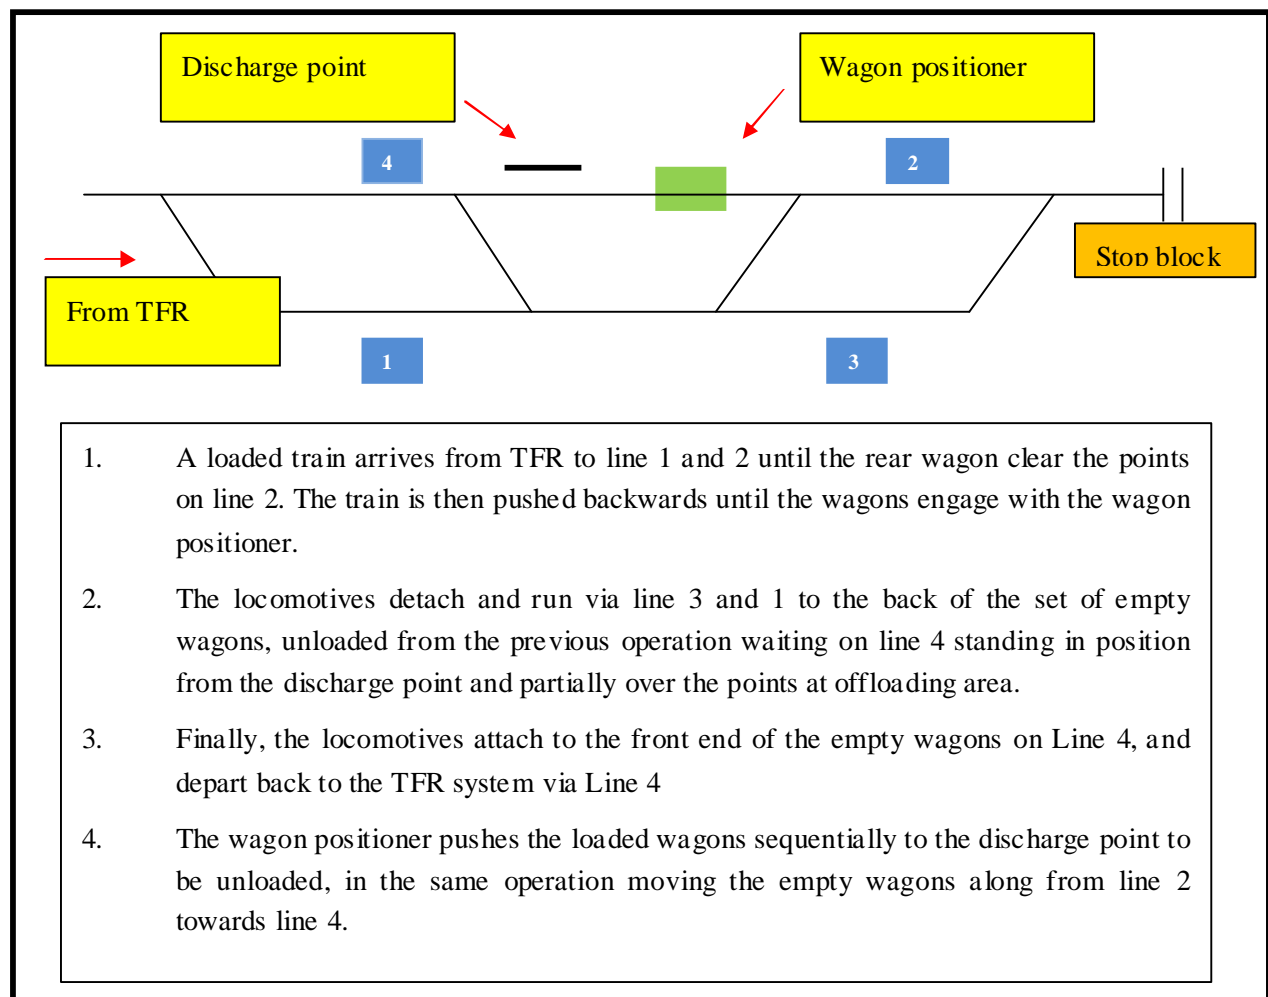 Discharge point
Wagon positioner
4
2
Stop block
From TFR
1
3
1. A loaded train arrives from TFR to line 1 and 2 until the rear wagon clear the points
on line 2. The train is then pushed backwards until the wagons engage with the wagon
positioner.
2. The locomotives detach and run via line 3 and 1 to the back of the set of empty
wagons, unloaded from the previous operation waiting on line 4 standing in position
from the discharge point and partially over the points at offloading area.
3. Finally, the locomotives attach to the front end of the empty wagons on Line 4, and
depart back to the TFR system via Line 4
4. The wagon positioner pushes the loaded wagons sequentially to the discharge point to
be unloaded, in the same operation moving the empty wagons along from line 2
towards line 4.